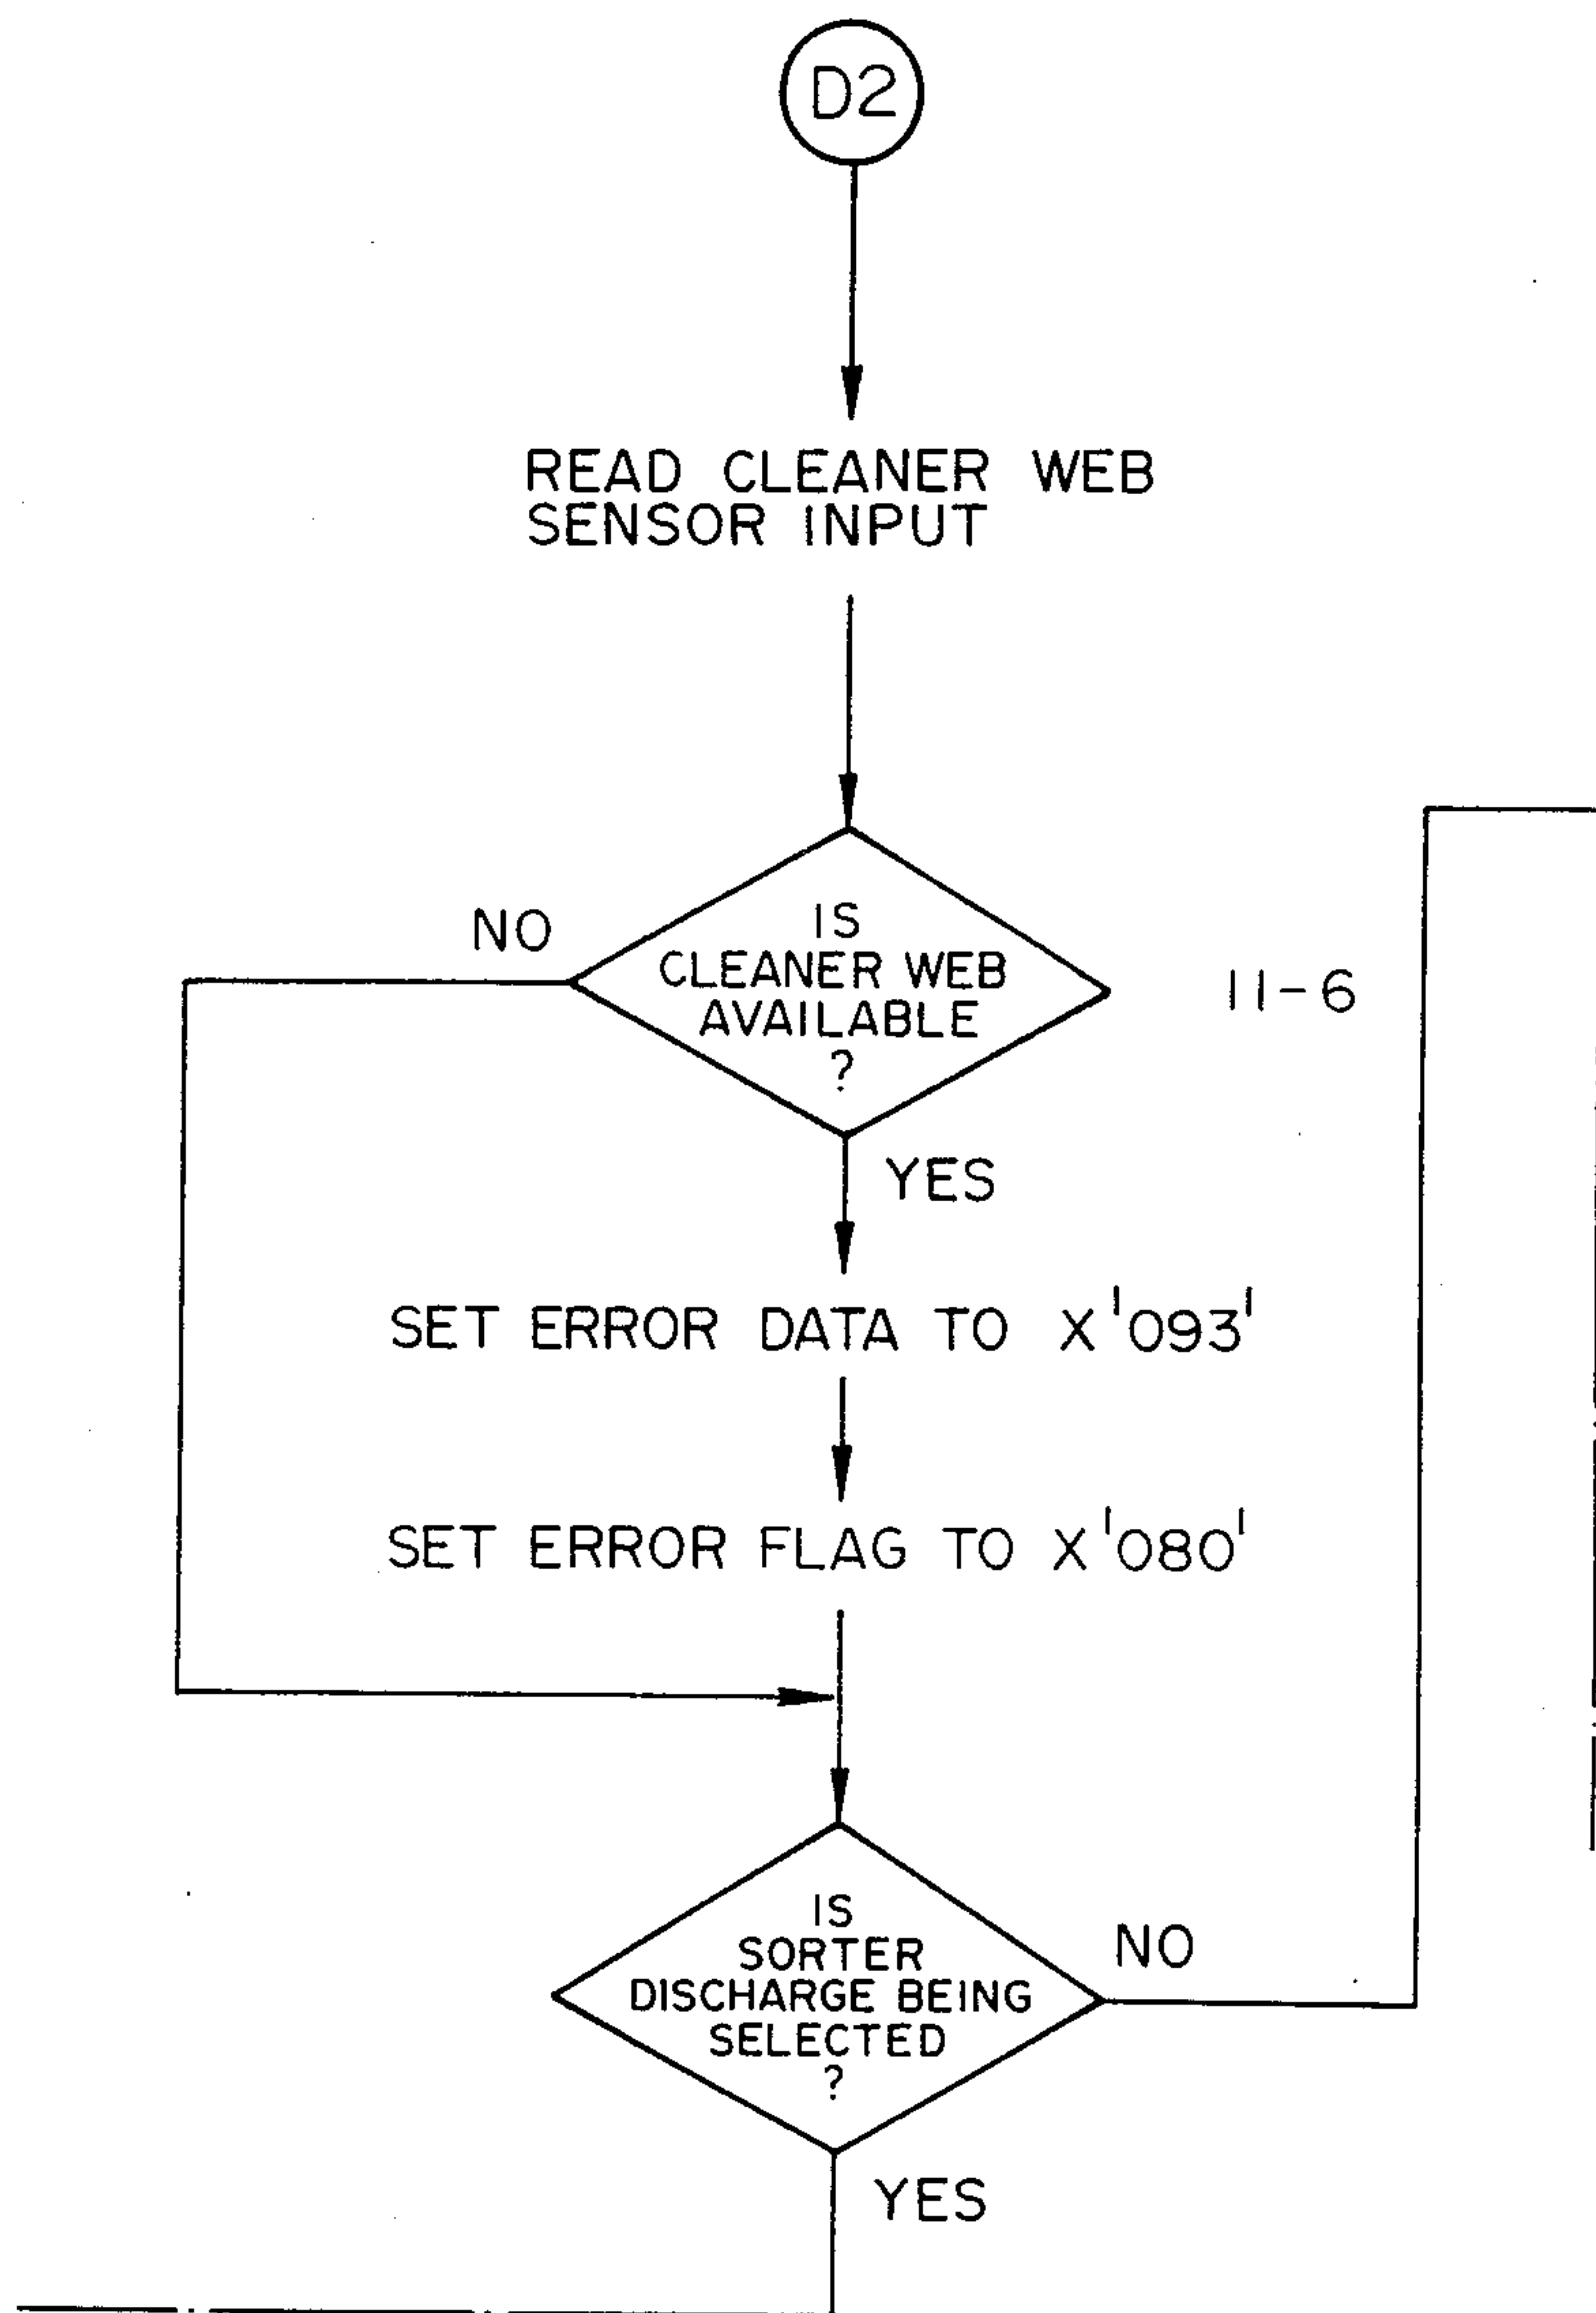 D2
READ CLEANER WEB
SENSOR INPUT
NO
IS
CLEANER WEB
AVAILABLE
?
11-6
YES
SET ERROR DATA TO X'093'
SET ERROR FLAG TO X'080'
IS
SORTER
DISCHARGE BEING
SELECTED
?
NO
YES